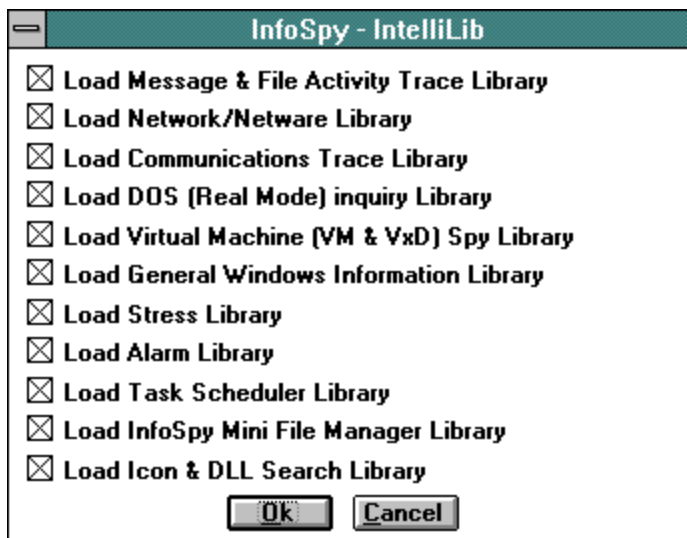 InfoSpy - IntelliLib
Load Message & File Activity Trace Library
Load Network/Netware Library
Load Communications Trace Library
Load DOS (Real Mode) inquiry Library
Load Virtual Machine (VM & VxD) Spy Library
Load General Windows Information Library
Load Stress Library
Load Alarm Library
Load Task Scheduler Library
Load InfoSpy Mini File Manager Library
Load Icon & DLL Search Library
Ok Cancel